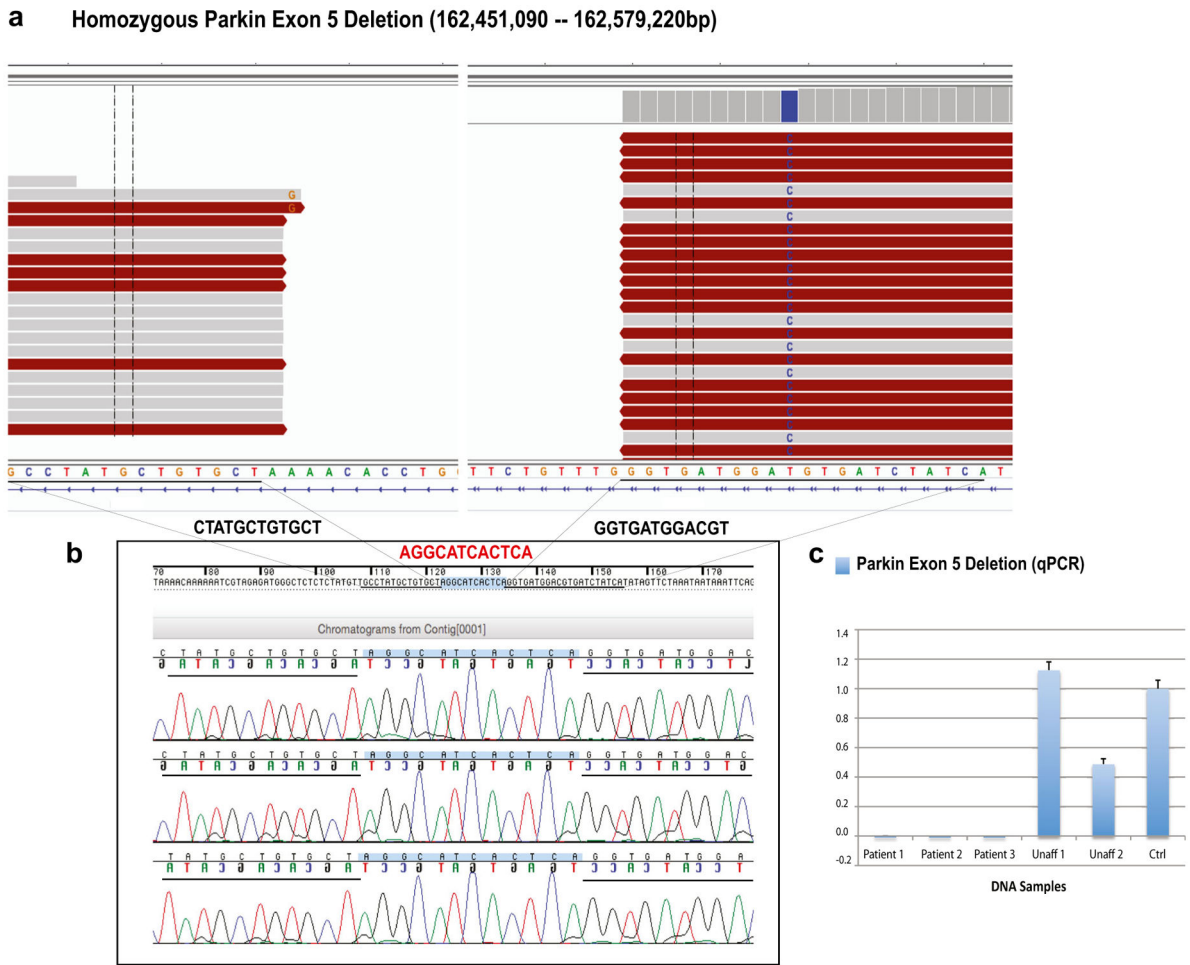 a Homozygous Parkin Exon 5 Deletion (162,451,090 -- 162,579,220bp)
G
G
C
C
C
C
C
C
G C C T A T G C T G T G C T A A A A C A C C T G
T T C T G T T T G G G T G A T G G A T G T G A T C T A T C A T
CTATGCTGTGCT
GGTGATGGACGT
b
AGGCATCACTCA
70 80 90 100 110 120 130 140 150 160 170
TAAAACAAAAAATCGTAGAGATGGGCTCTCTCTATGTTGCCTATGCTGTGCTAGGCATCACTCAGGTGATGGACGTGATCTATCATATAGTTCTAAATAATAAATTCAG
Chromatograms from Contig[0001]
C T A T G C T G T G C T A G G C A T C A C T C A G G T G A T G G A C
G A T A C G A C A C G A T C C G T A G T G A G T C C A C T A C C T
C T A T G C T G T G C T A G G C A T C A C T C A G G T G A T G G A C
G A T A C G A C A C G A T C C G T A G T G A G T C C A C T A C C T G
T A T G C T G T G C T A G G C A T C A C T C A G G T G A T G G A
A T A C G A C A C G A T C C G T A G T G A G T C C A C T A C C T
c
Parkin Exon 5 Deletion (qPCR)
1.4
1.2
1.0
0.8
0.6
0.4
0.2
0.0
-0.2
Patient 1 Patient 2 Patient 3 Unaff 1 Unaff 2 Ctrl
DNA Samples